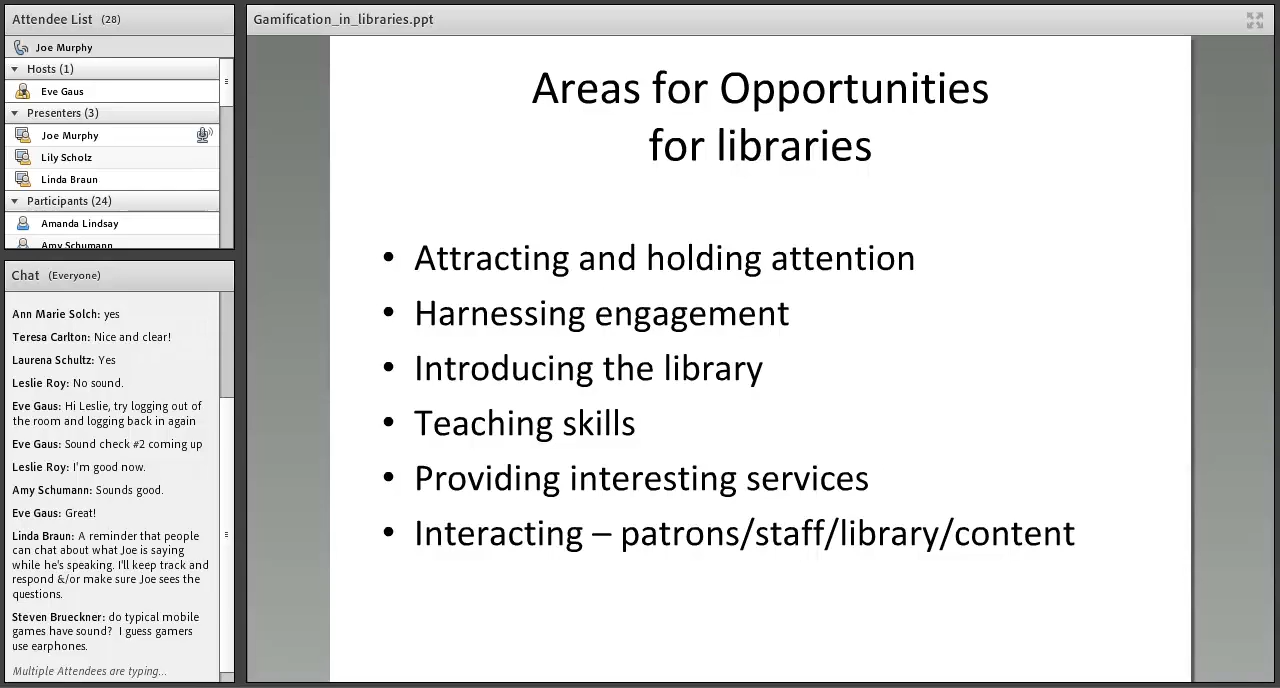 Attendee List (28)
Joe Murphy
Hosts (1)
Eve Gaus
Presenters (3)
Joe Murphy
Lily Scholz
Linda Braun
Participants (24)
Amanda Lindsay
Amy Schumann
Chat (Everyone)
Ann Marie Solch: yes
Teresa Carlton: Nice and clear!
Laurena Schultz: Yes
Leslie Roy: No sound.
Eve Gaus: Hi Leslie, try logging out of
the room and logging back in again
Eve Gaus: Sound check #2 coming up
Leslie Roy: I'm good now.
Amy Schumann: Sounds good.
Eve Gaus: Great!
Linda Braun: A reminder that people
can chat about what Joe is saying
while he's speaking. I'll keep track and
respond &/or make sure Joe sees the
questions.
Steven Brueckner: do typical mobile
games have sound?  I guess gamers
use earphones.
Multiple Attendees are typing...
Gamification_in_libraries.ppt
Areas for Opportunities
for libraries
• Attracting and holding attention
• Harnessing engagement
• Introducing the library
• Teaching skills
• Providing interesting services
• Interacting – patrons/staff/library/content